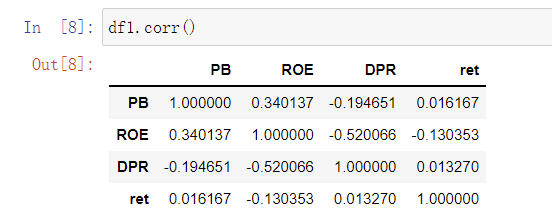 In [8]: df1.corr()
Out[8]:
PB ROE DPR ret
PB 1.000000 0.340137 -0.194651 0.016167
ROE 0.340137 1.000000 -0.520066 -0.130353
DPR -0.194651 -0.520066 1.000000 0.013270
ret 0.016167 -0.130353 0.013270 1.000000